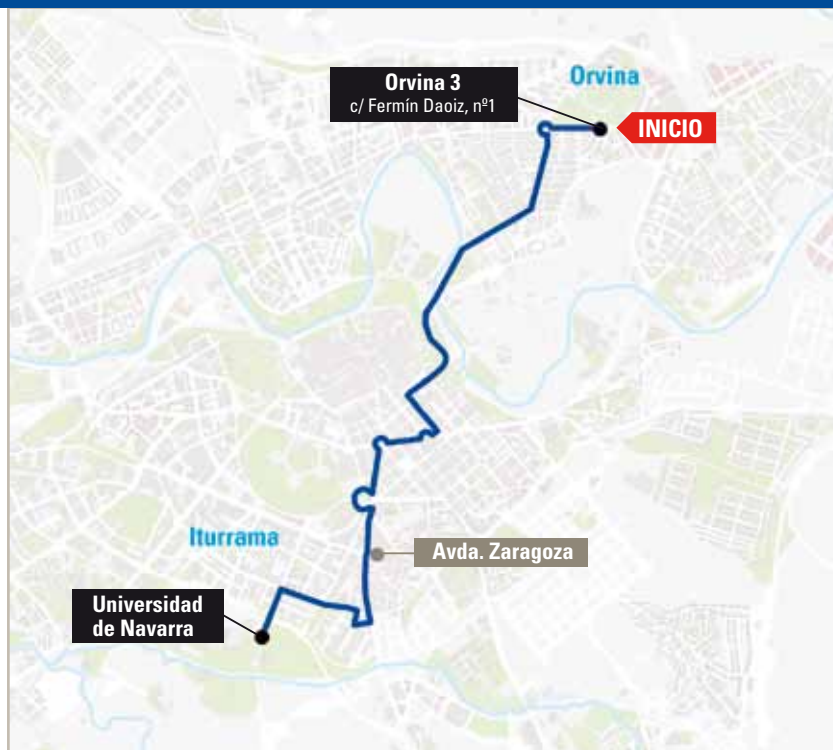 Orvina 3
c/ Fermín Daoiz, nº1
Orvina
INICIO
Iturrama
Avda. Zaragoza
Universidad
de Navarra